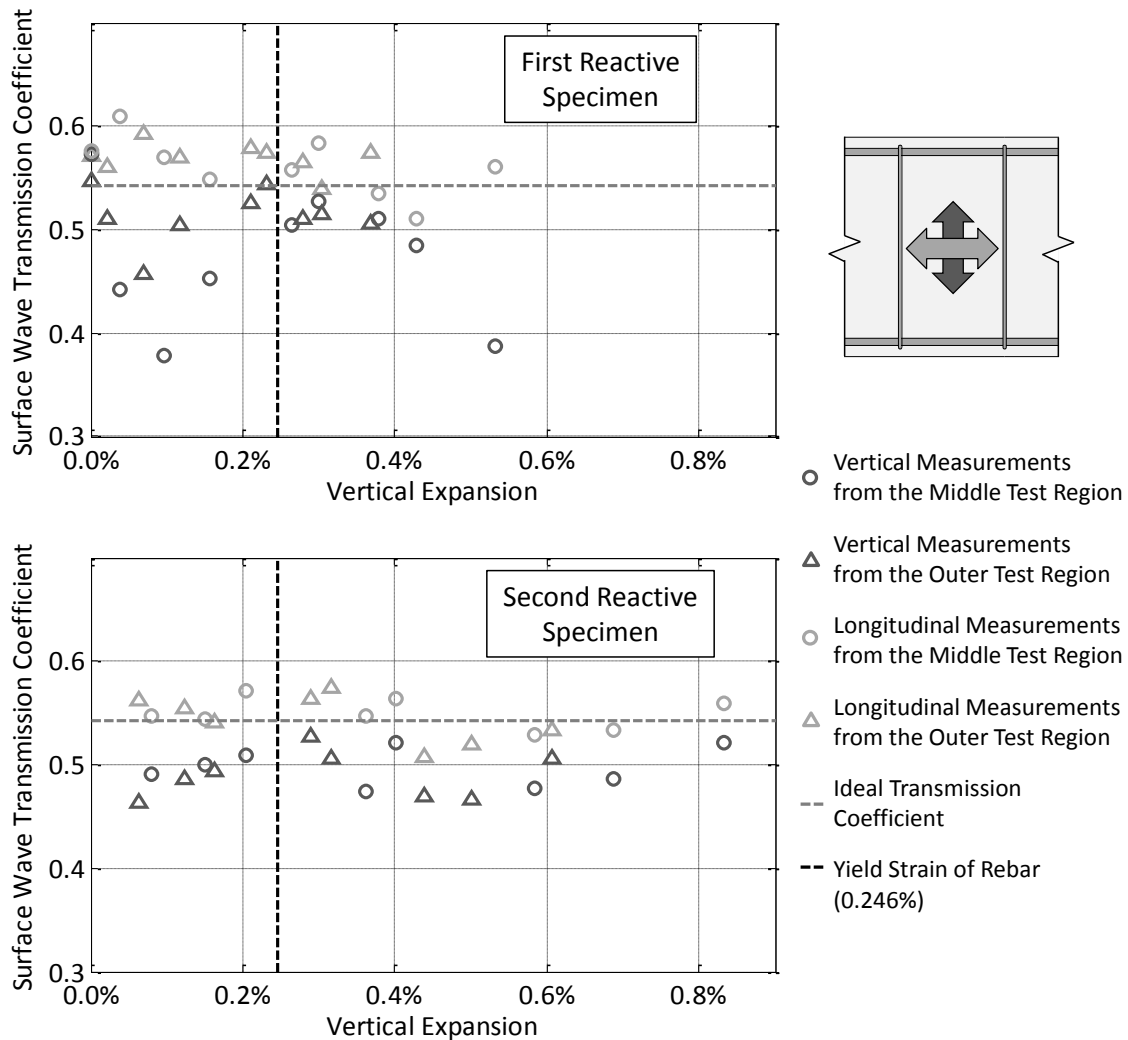 Surface Wave Transmission Coefficient
0.6
0.5
0.4
0.3
First Reactive
Specimen
0.0%
0.2%
0.4%
0.6%
0.8%
Vertical Expansion
Surface Wave Transmission Coefficient
0.6
0.5
0.4
0.3
Second Reactive
Specimen
0.0%
0.2%
0.4%
0.6%
0.8%
Vertical Expansion
Vertical Measurements
from the Middle Test Region
Vertical Measurements
from the Outer Test Region
Longitudinal Measurements
from the Middle Test Region
Longitudinal Measurements
from the Outer Test Region
Ideal Transmission
Coefficient
Yield Strain of Rebar
(0.246%)